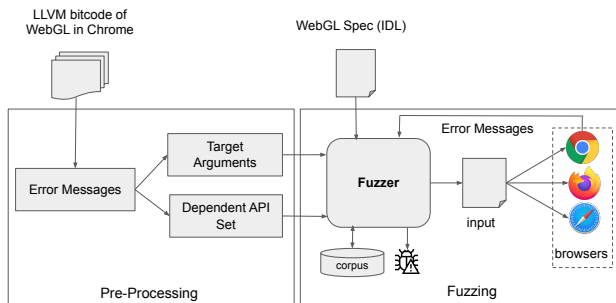 LLVM bitcode of
WebGL in Chrome
WebGL Spec (IDL)
Error Messages
Target
Arguments
Dependent API
Set
Fuzzer
Error Messages
input
browsers
corpus
Pre-Processing
Fuzzing